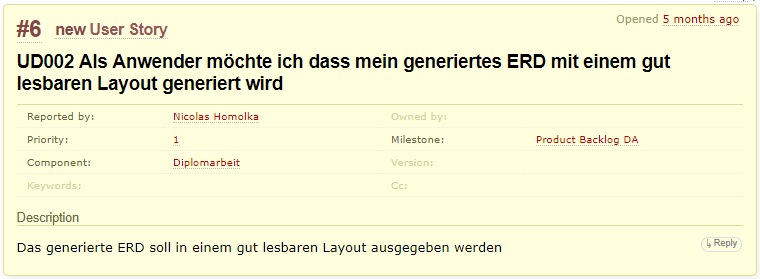 #6 new User Story
Opened 5 months ago
UD002 Als Anwender möchte ich dass mein generiertes ERD mit einem gut
lesbaren Layout generiert wird
Reported by: Nicolas Homolka Owned by:
Priority: 1 Milestone: Product Backlog DA
Component: Diplomarbeit Version:
Keywords: Cc:
Description
Das generierte ERD soll in einem gut lesbaren Layout ausgegeben werden
↳ Reply